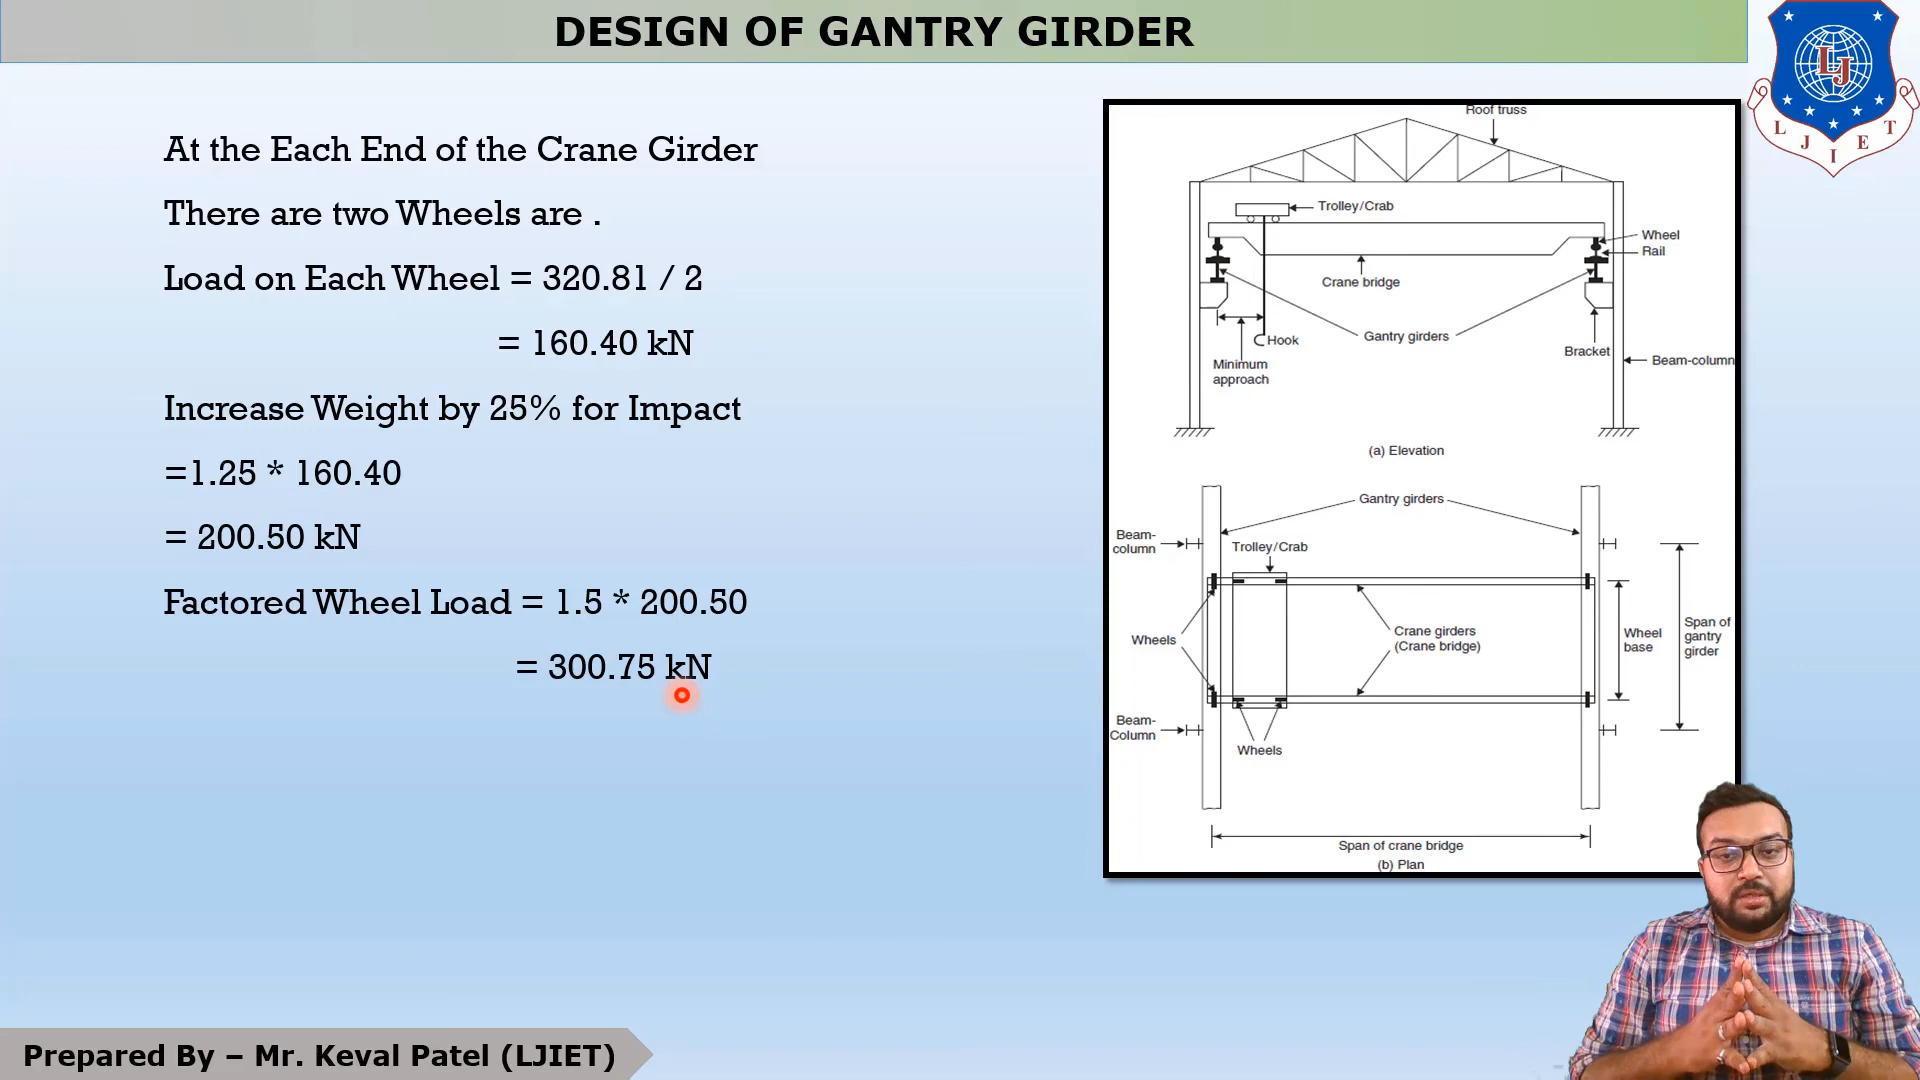 DESIGN OF GANTRY GIRDER
At the Each End of the Crane Girder
There are two Wheels are .
Load on Each Wheel = 320.81 / 2
= 160.40 kN
Increase Weight by 25% for Impact
=1.25 * 160.40
= 200.50 kN
Factored Wheel Load = 1.5 * 200.50
= 300.75 kN
Roof truss
Trolley/Crab
Wheel
Rail
Crane bridge
Gantry girders
Hook
Bracket
Beam-column
Minimum
approach
(a) Elevation
Gantry girders
Beam-
column
Trolley/Crab
Wheels
Crane girders
(Crane bridge)
Wheel
base
Span of
gantry
girder
Beam-
Column
Wheels
Span of crane bridge
(b) Plan
LJ
L J I E T
Prepared By – Mr. Keval Patel (LJIET)